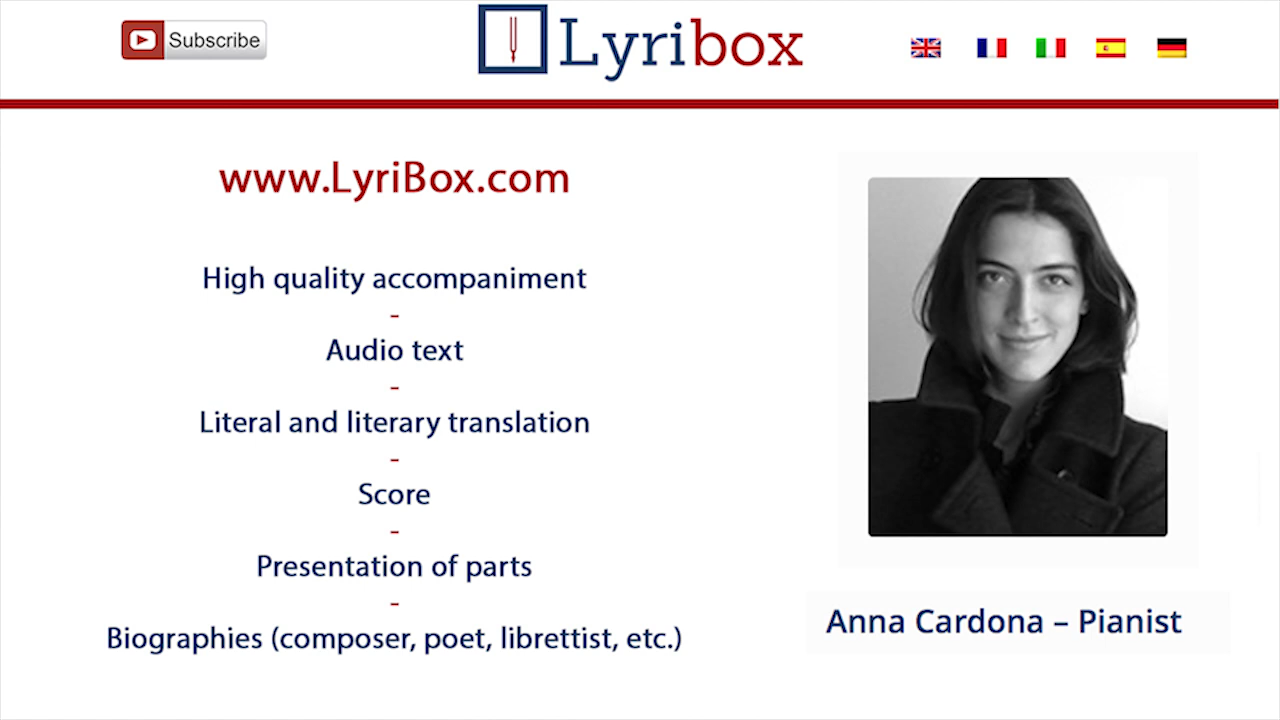 Subscribe
Lyribox
www.LyriBox.com
High quality accompaniment
-
Audio text
-
Literal and literary translation
-
Score
-
Presentation of parts
-
Biographies (composer, poet, librettist, etc.)
Anna Cardona – Pianist